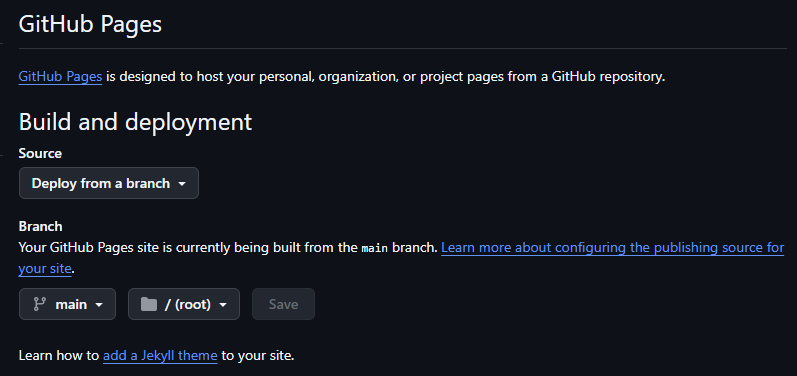 GitHub Pages
GitHub Pages is designed to host your personal, organization, or project pages from a GitHub repository.
Build and deployment
Source
Deploy from a branch
Branch
Your GitHub Pages site is currently being built from the main branch. Learn more about configuring the publishing source for
your site.
main / (root) Save
Learn how to add a Jekyll theme to your site.